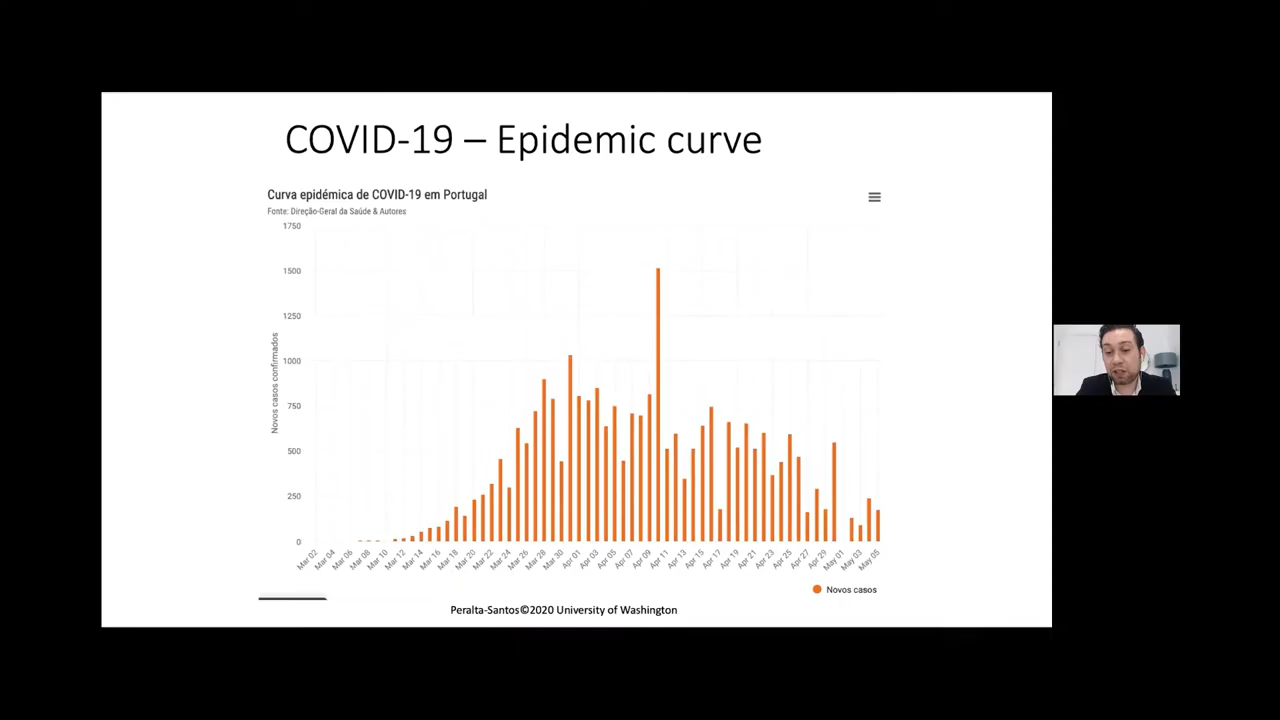 COVID-19 – Epidemic curve
Curva epidémica de COVID-19 em Portugal
Fonte: Direção-Geral da Saúde & Autores
1750
1500
1250
1000
750
500
250
0
Novos casos confirmados
Mar 02 Mar 04 Mar 06 Mar 08 Mar 10 Mar 12 Mar 14 Mar 16 Mar 18 Mar 20 Mar 22 Mar 24 Mar 26 Mar 28 Mar 30 Apr 01 Apr 03 Apr 05 Apr 07 Apr 09 Apr 11 Apr 13 Apr 15 Apr 17 Apr 19 Apr 21 Apr 23 Apr 25 Apr 27 Apr 29 May 01 May 03 May 05
Novos casos
Peralta-Santos©2020 University of Washington